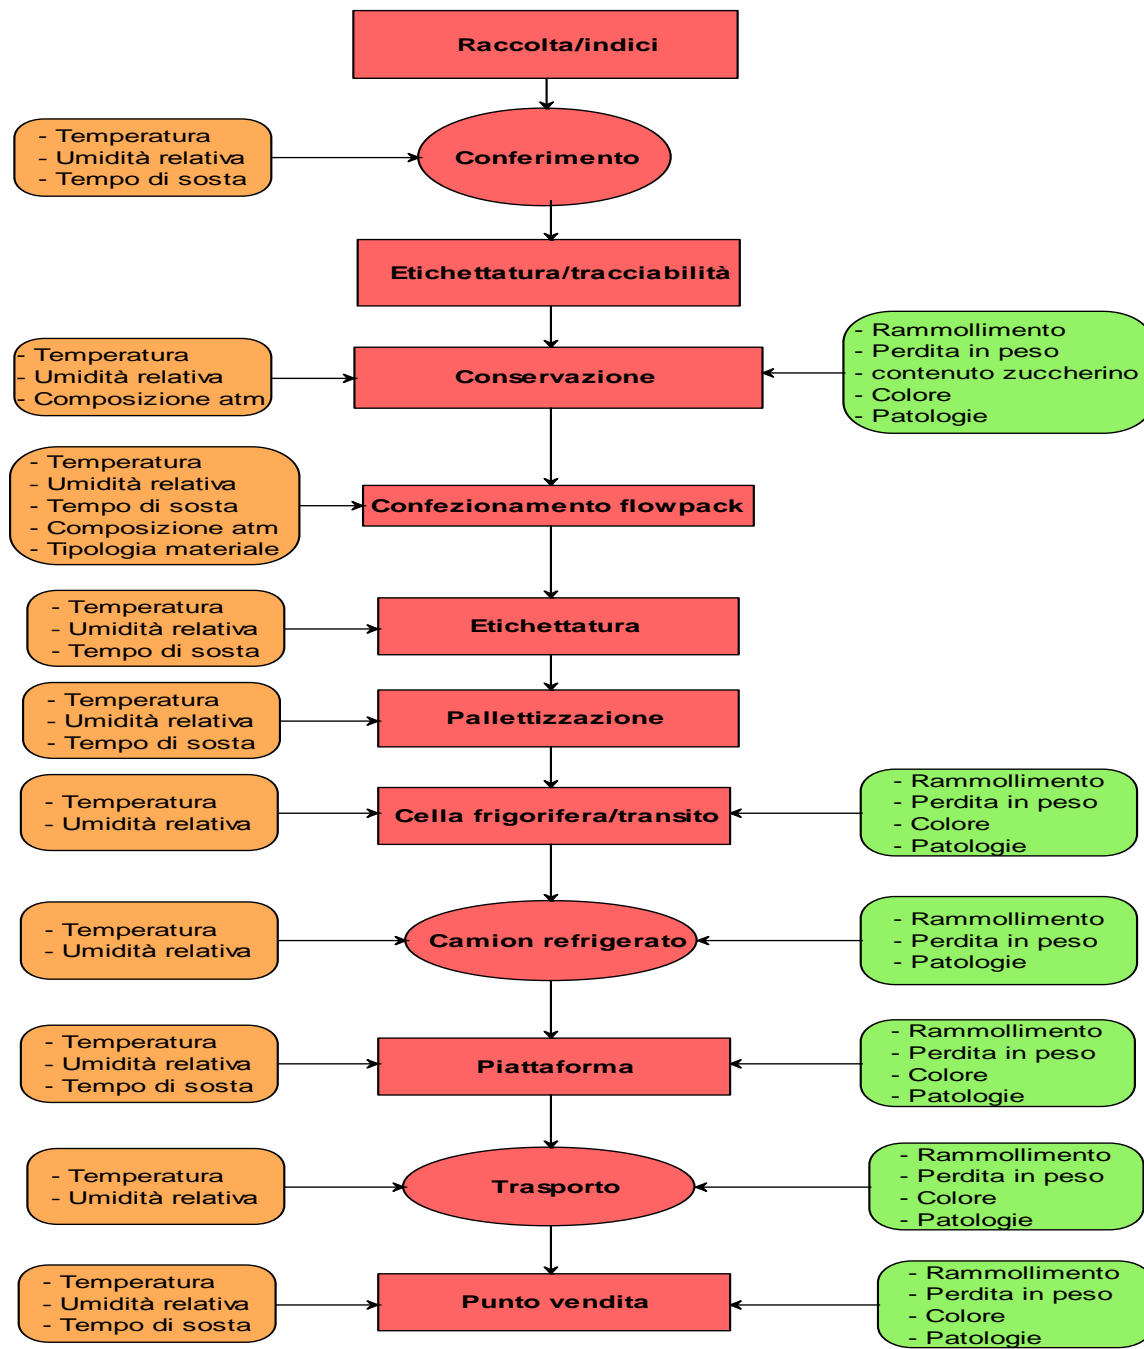 Raccolta/indici
- Temperatura
- Umidità relativa
- Tempo di sosta
Conferimento
Etichettatura/tracciabilità
- Temperatura
- Umidità relativa
- Composizione atm
Conservazione
- Rammollimento
- Perdita in peso
- contenuto zuccherino
- Colore
- Patologie
- Temperatura
- Umidità relativa
- Tempo di sosta
- Composizione atm
- Tipologia materiale
Confezionamento flowpack
- Temperatura
- Umidità relativa
- Tempo di sosta
Etichettatura
- Temperatura
- Umidità relativa
- Tempo di sosta
Pallettizzazione
- Temperatura
- Umidità relativa
Cella frigorifera/transito
- Rammollimento
- Perdita in peso
- Colore
- Patologie
- Temperatura
- Umidità relativa
Camion refrigerato
- Rammollimento
- Perdita in peso
- Patologie
- Temperatura
- Umidità relativa
- Tempo di sosta
Piattaforma
- Rammollimento
- Perdita in peso
- Colore
- Patologie
- Temperatura
- Umidità relativa
Trasporto
- Rammollimento
- Perdita in peso
- Colore
- Patologie
- Temperatura
- Umidità relativa
- Tempo di sosta
Punto vendita
- Rammollimento
- Perdita in peso
- Colore
- Patologie